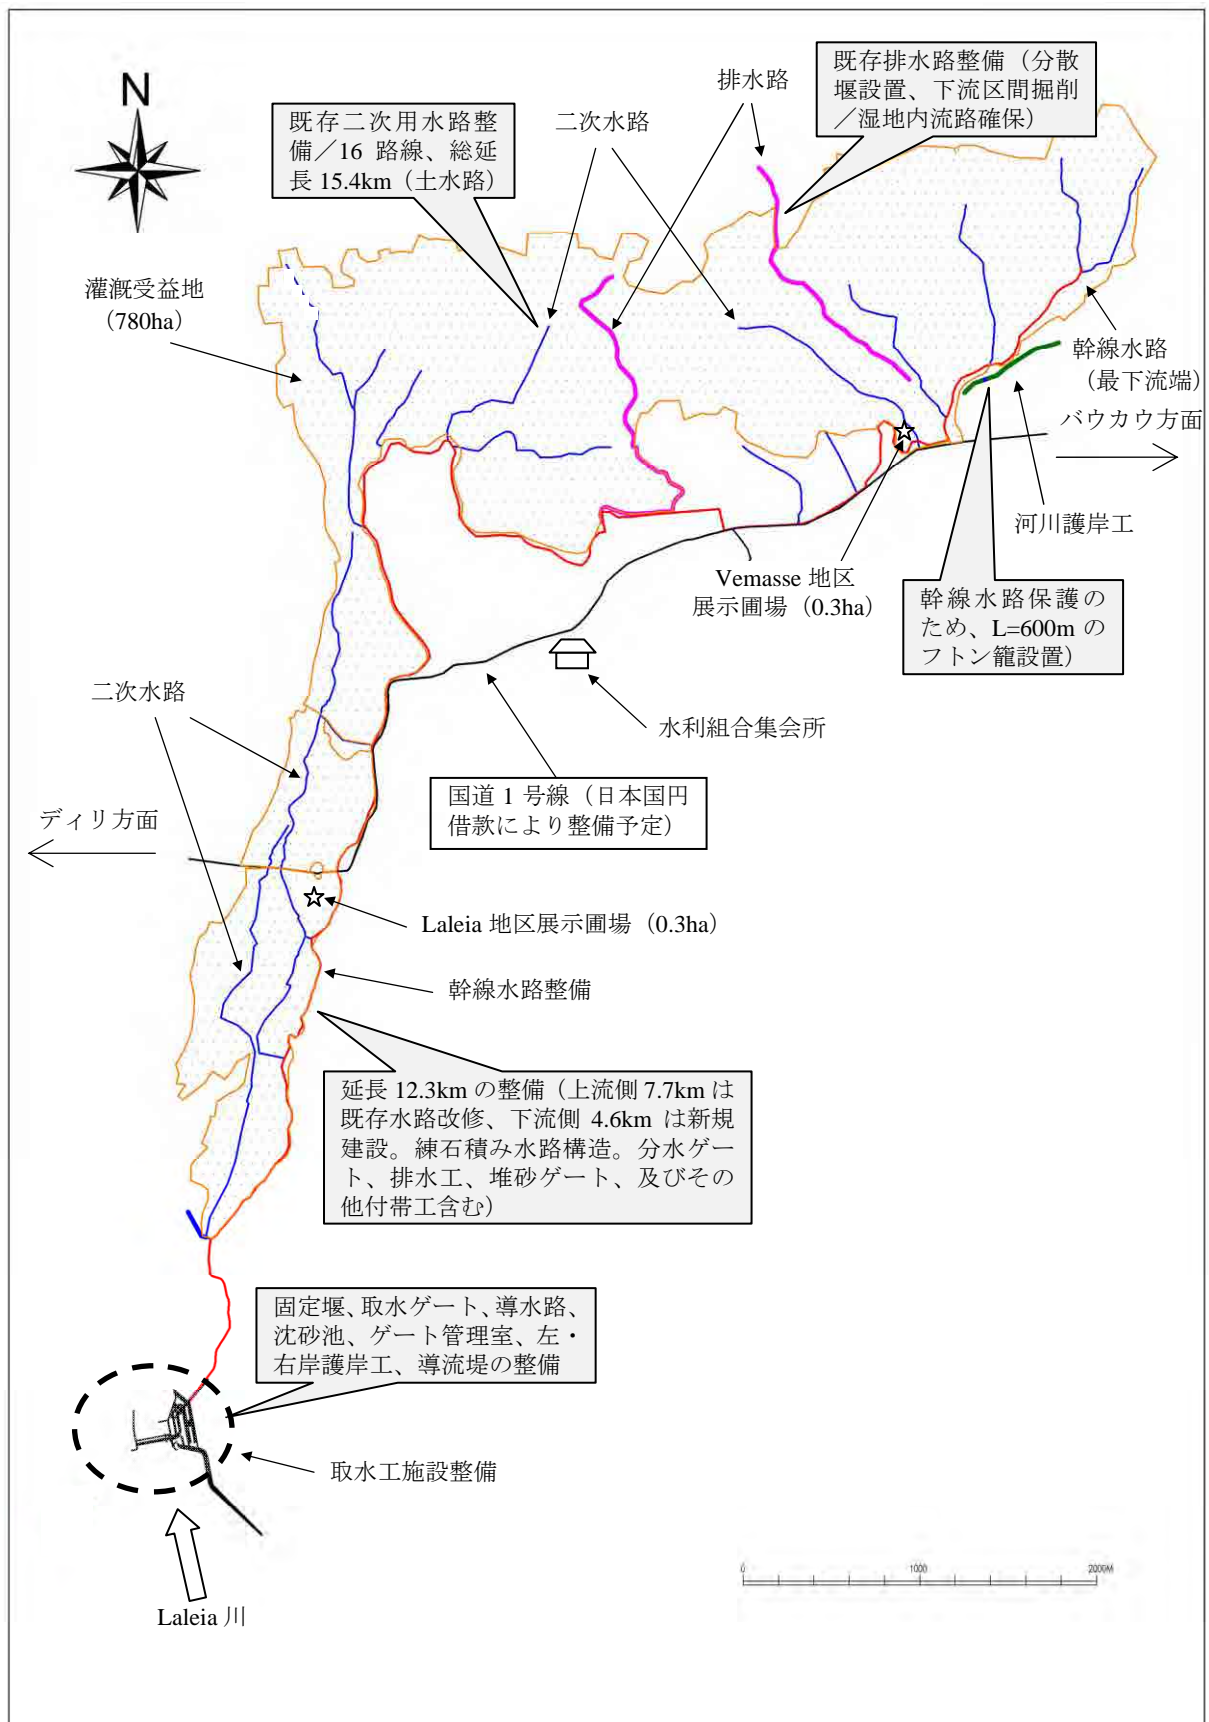 N
既存二次用水路整
備／16 路線、総延
長 15.4km（土水路）
二次水路
排水路
既存排水路整備（分散
堰設置、下流区間掘削
／湿地内流路確保）
灌漑受益地
（780ha）
幹線水路
（最下流端）
バウカウ方面
河川護岸工
Vemasse 地区
展示圃場（0.3ha）
幹線水路保護の
ため、L=600m の
フトン籠設置）
二次水路
水利組合集会所
国道 1 号線（日本国円
借款により整備予定）
ディリ方面
Laleia 地区展示圃場（0.3ha）
幹線水路整備
延長 12.3km の整備（上流側 7.7km は
既存水路改修、下流側 4.6km は新規
建設。練石積み水路構造。分水ゲー
ト、排水工、堆砂ゲート、及びその
他付帯工含む）
固定堰、取水ゲート、導水路、
沈砂池、ゲート管理室、左・
右岸護岸工、導流堤の整備
取水工施設整備
Laleia 川
0 1000 2000M